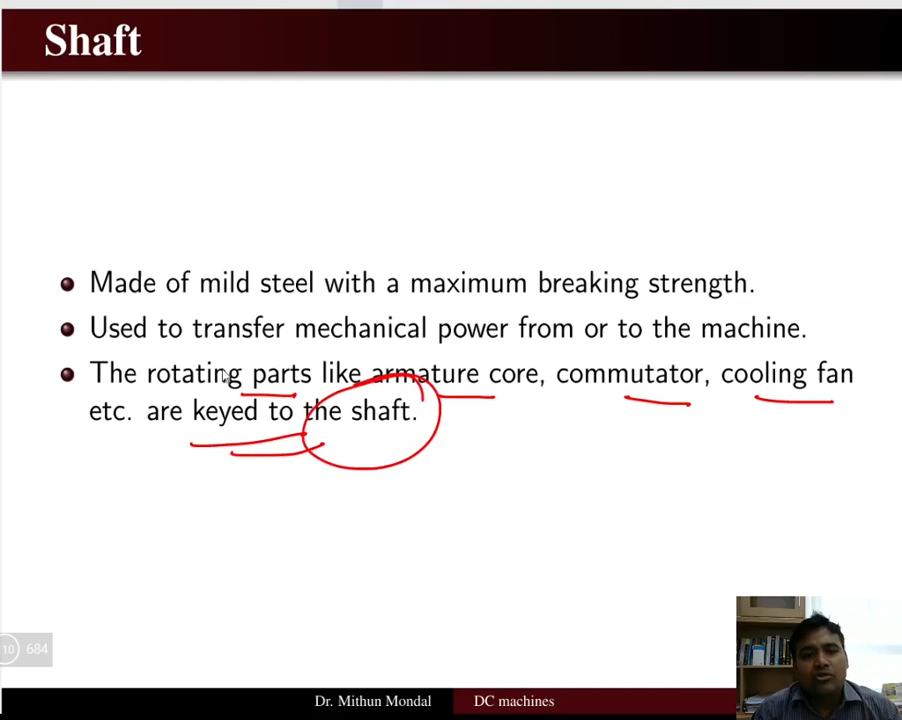 Shaft
Made of mild steel with a maximum breaking strength.
Used to transfer mechanical power from or to the machine.
The rotating parts like armature core, commutator, cooling fan
etc. are keyed to the shaft.
10 684
Dr. Mithun Mondal DC machines